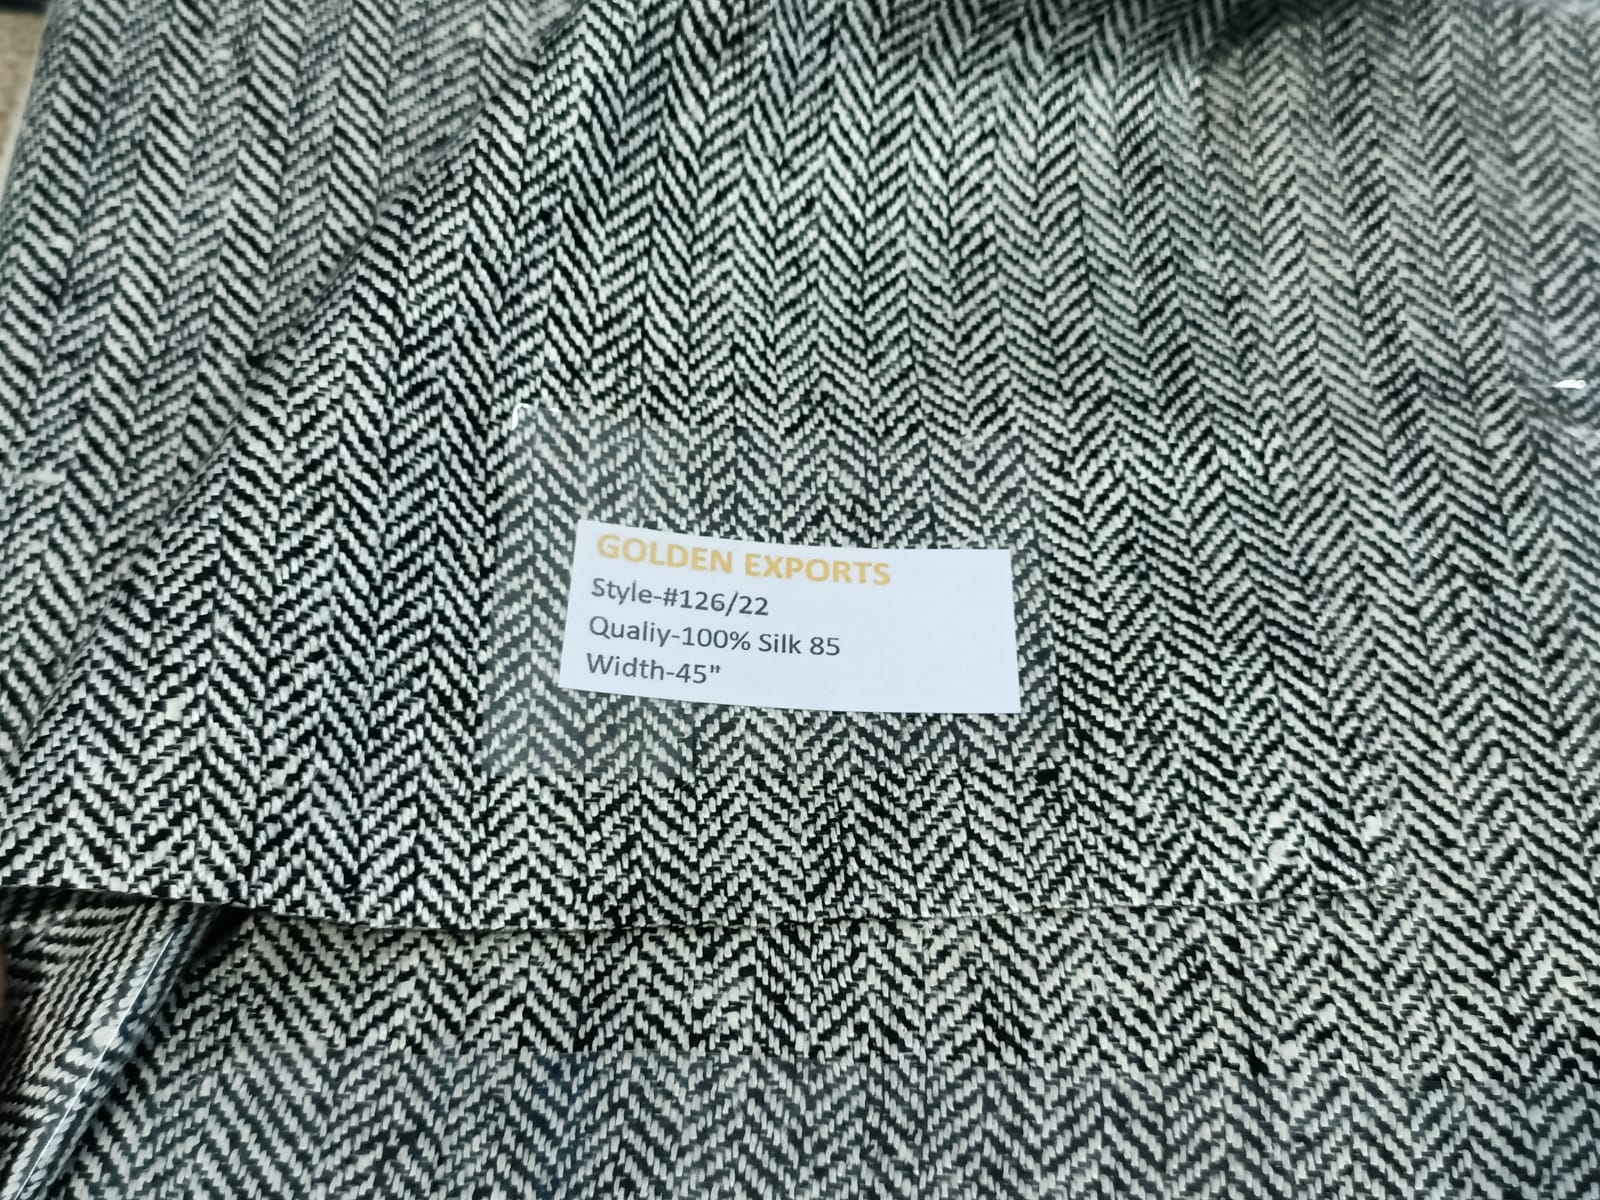 GOLDEN EXPORTS
Style-#126/22
Qualiy-100% Silk 85
Width-45"